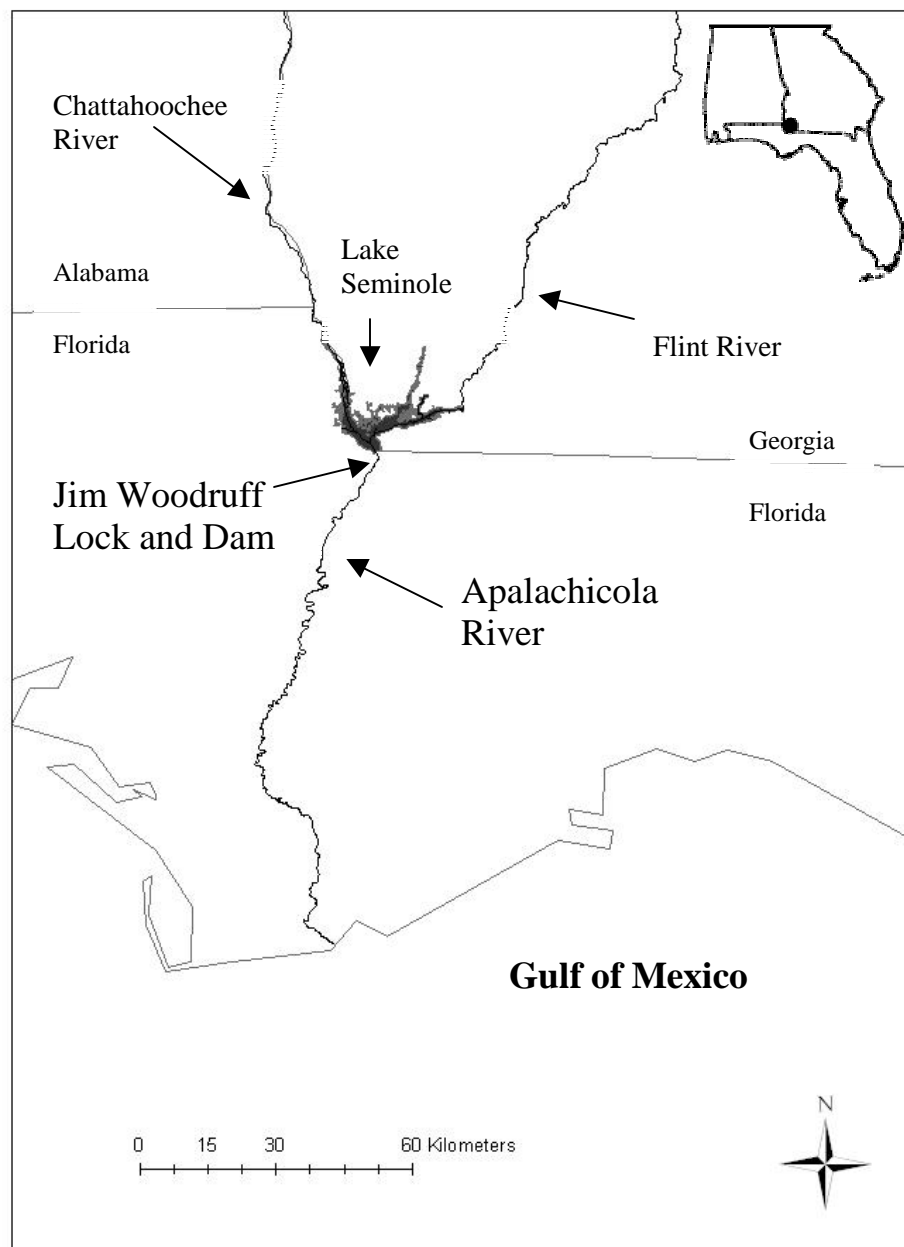 Chattahoochee
River
Lake
Seminole
Alabama
Florida
Flint River
Georgia
Florida
Jim Woodruff
Lock and Dam
Apalachicola
River
Gulf of Mexico
N
0 15 30 60 Kilometers